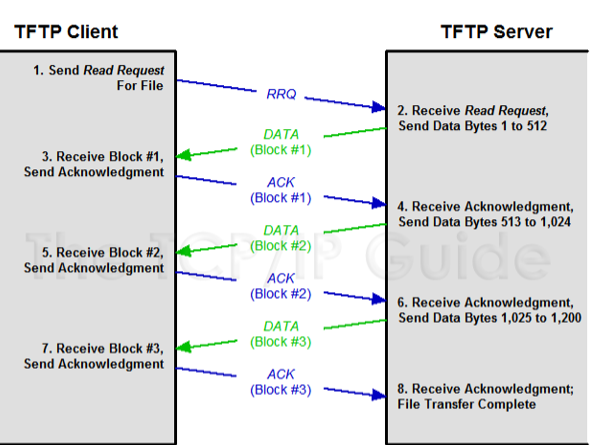 TFTP Client
TFTP Server
1. Send Read Request
For File
RRQ
2. Receive Read Request,
Send Data Bytes 1 to 512
DATA
(Block #1)
3. Receive Block #1,
Send Acknowledgment
ACK
(Block #1)
4. Receive Acknowledgment,
Send Data Bytes 513 to 1,024
DATA
(Block #2)
The TCP/IP Guide
5. Receive Block #2,
Send Acknowledgment
ACK
(Block #2)
6. Receive Acknowledgment,
Send Data Bytes 1,025 to 1,200
DATA
(Block #3)
7. Receive Block #3,
Send Acknowledgment
ACK
(Block #3)
8. Receive Acknowledgment;
File Transfer Complete